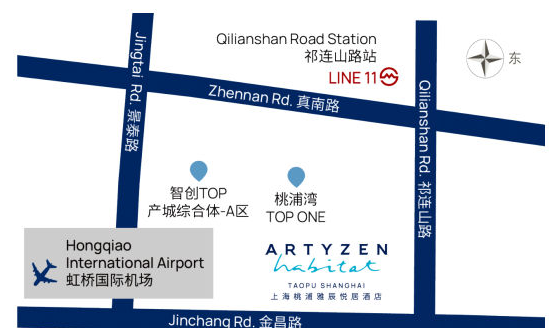 Qilianshan Road Station
祁连山路站
LINE 11
东
Jingtai Rd. 景泰路
Zhennan Rd. 真南路
Qilianshan Rd. 祁连山路
智创TOP
产城综合体-A区
桃浦湾
TOP ONE
Hongqiao
International Airport
虹桥国际机场
ARTYZEN
habitat
TAOPU SHANGHAI
上海桃浦雅辰悦居酒店
Jinchang Rd. 金昌路